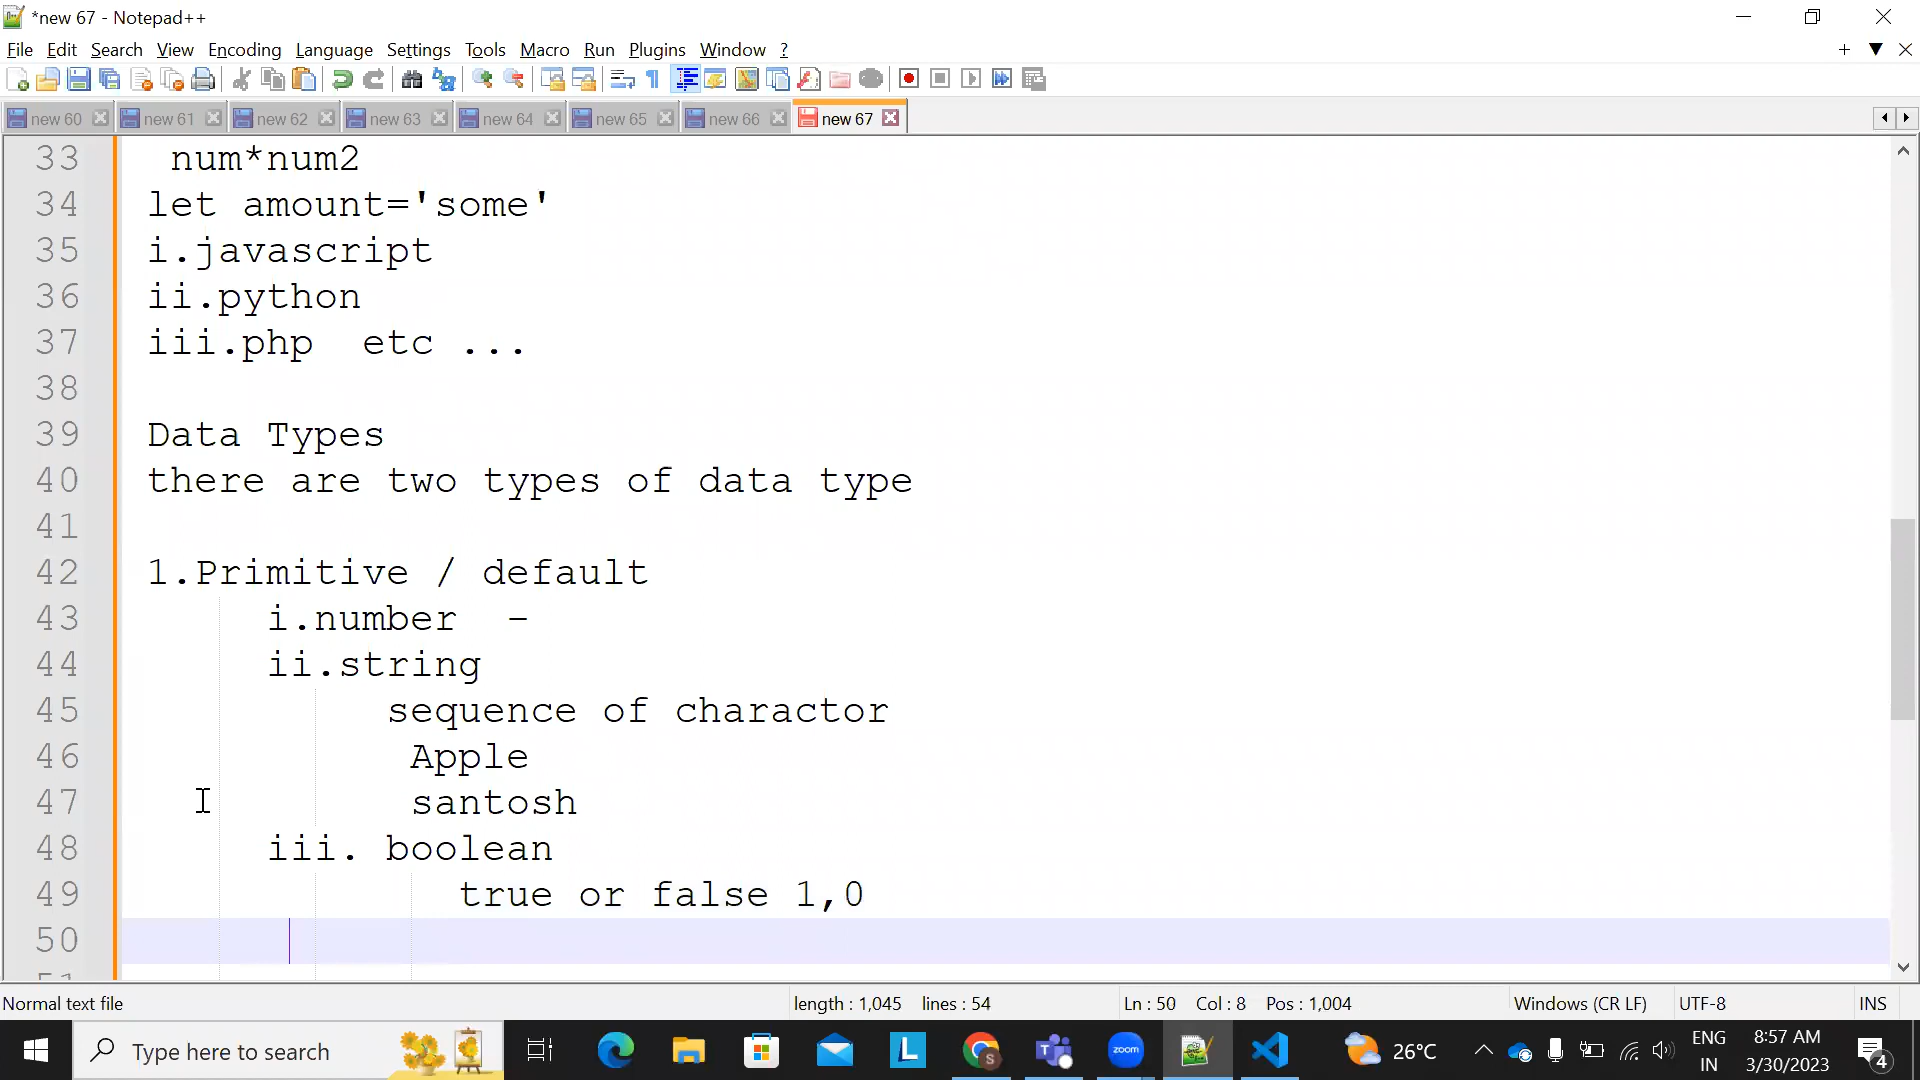 *new 67 - Notepad++
File Edit Search View Encoding Language Settings Tools Macro Run Plugins Window ?
new 60 new 61 new 62 new 63 new 64 new 65 new 66 new 67
33 num*num2
34 let amount='some'
35 i.javascript
36 ii.python
37 iii.php etc ...
38
39 Data Types
40 there are two types of data type
41
42 1.Primitive / default
43 i.number -
44 ii.string
45 sequence of charactor
46 Apple
47 santosh
48 iii. boolean
49 true or false 1,0
50
Normal text file length : 1,045 lines : 54 Ln : 50 Col : 8 Pos : 1,004 Windows (CR LF) UTF-8 INS
Type here to search L S T zoom 26°C ENG IN 8:57 AM 3/30/2023 4